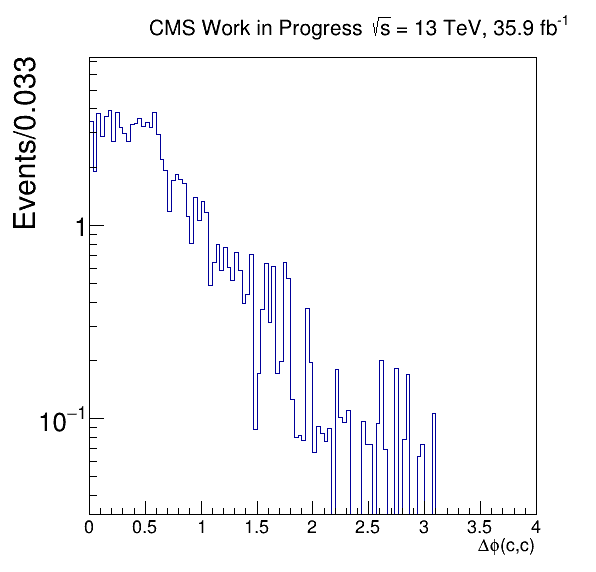 CMS Work in Progress √s = 13 TeV, 35.9 fb⁻¹
Events/0.033
1
10⁻¹
0 0.5 1 1.5 2 2.5 3 3.5 4
Δϕ(c,c)